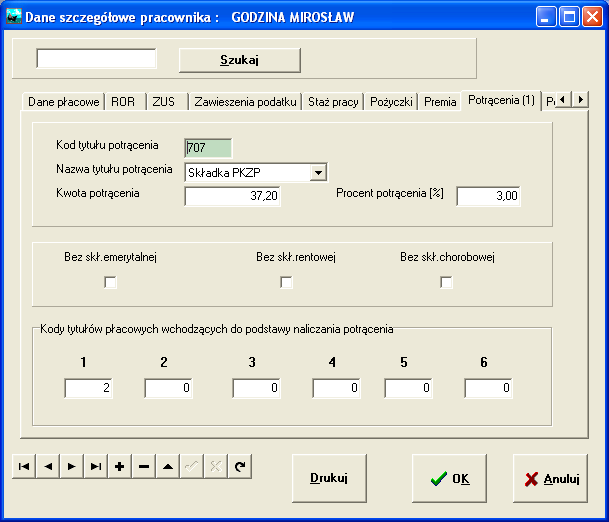 Dane szczegółowe pracownika : GODZINA MIROSŁAW
Szukaj
Dane płacowe ROR ZUS Zawieszenia podatku Staż pracy Pożyczki Premia Potrącenia (1)
Kod tytułu potrącenia 707
Nazwa tytułu potrącenia Składka PKZP
Kwota potrącenia 37,20 Procent potrącenia [%] 3,00
Bez skł.emerytalnej Bez skł.rentowej Bez skł.chorobowej
Kody tytułów płacowych wchodzących do podstawy naliczania potrącenia
1 2 3 4 5 6
2 0 0 0 0 0
Drukuj OK Anuluj